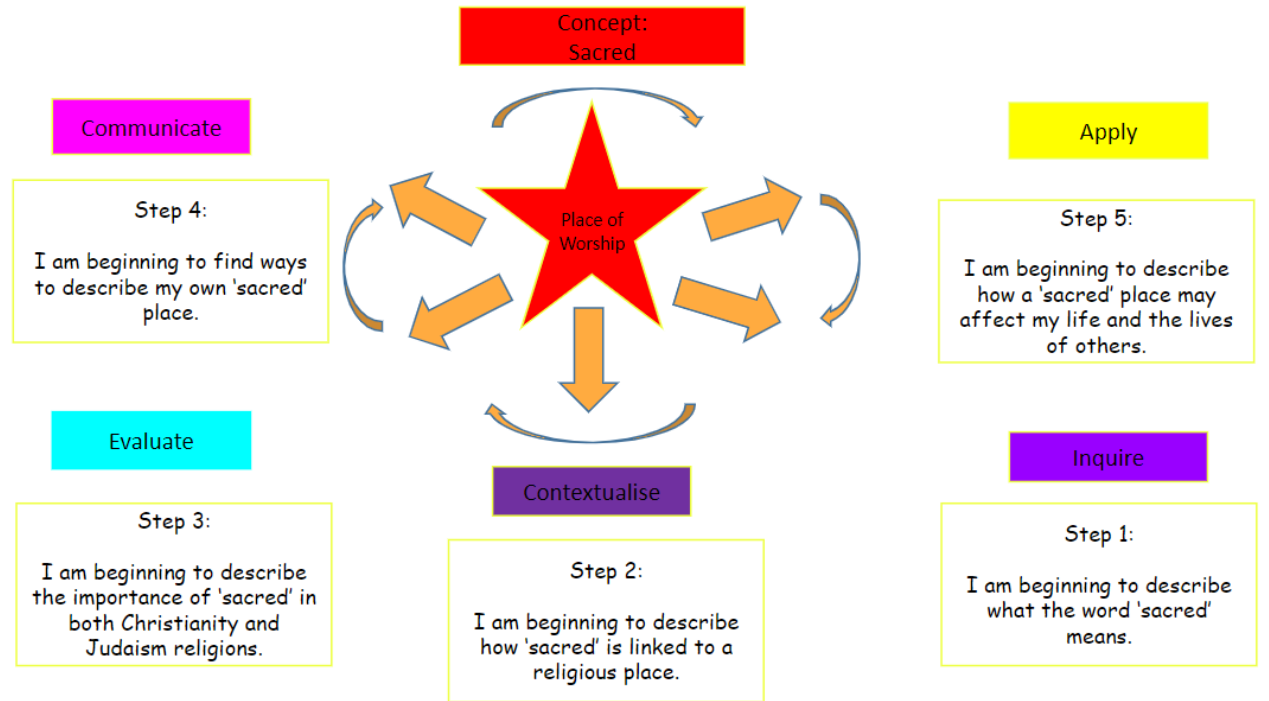 Concept:
Sacred
Communicate
Apply
Place of
Worship
Step 4:
I am beginning to find ways
to describe my own ‘sacred’
place.
Step 5:
I am beginning to describe
how a ‘sacred’ place may
affect my life and the lives
of others.
Evaluate
Contextualise
Inquire
Step 3:
I am beginning to describe
the importance of ‘sacred’ in
both Christianity and
Judaism religions.
Step 2:
I am beginning to describe
how ‘sacred’ is linked to a
religious place.
Step 1:
I am beginning to describe
what the word ‘sacred’
means.